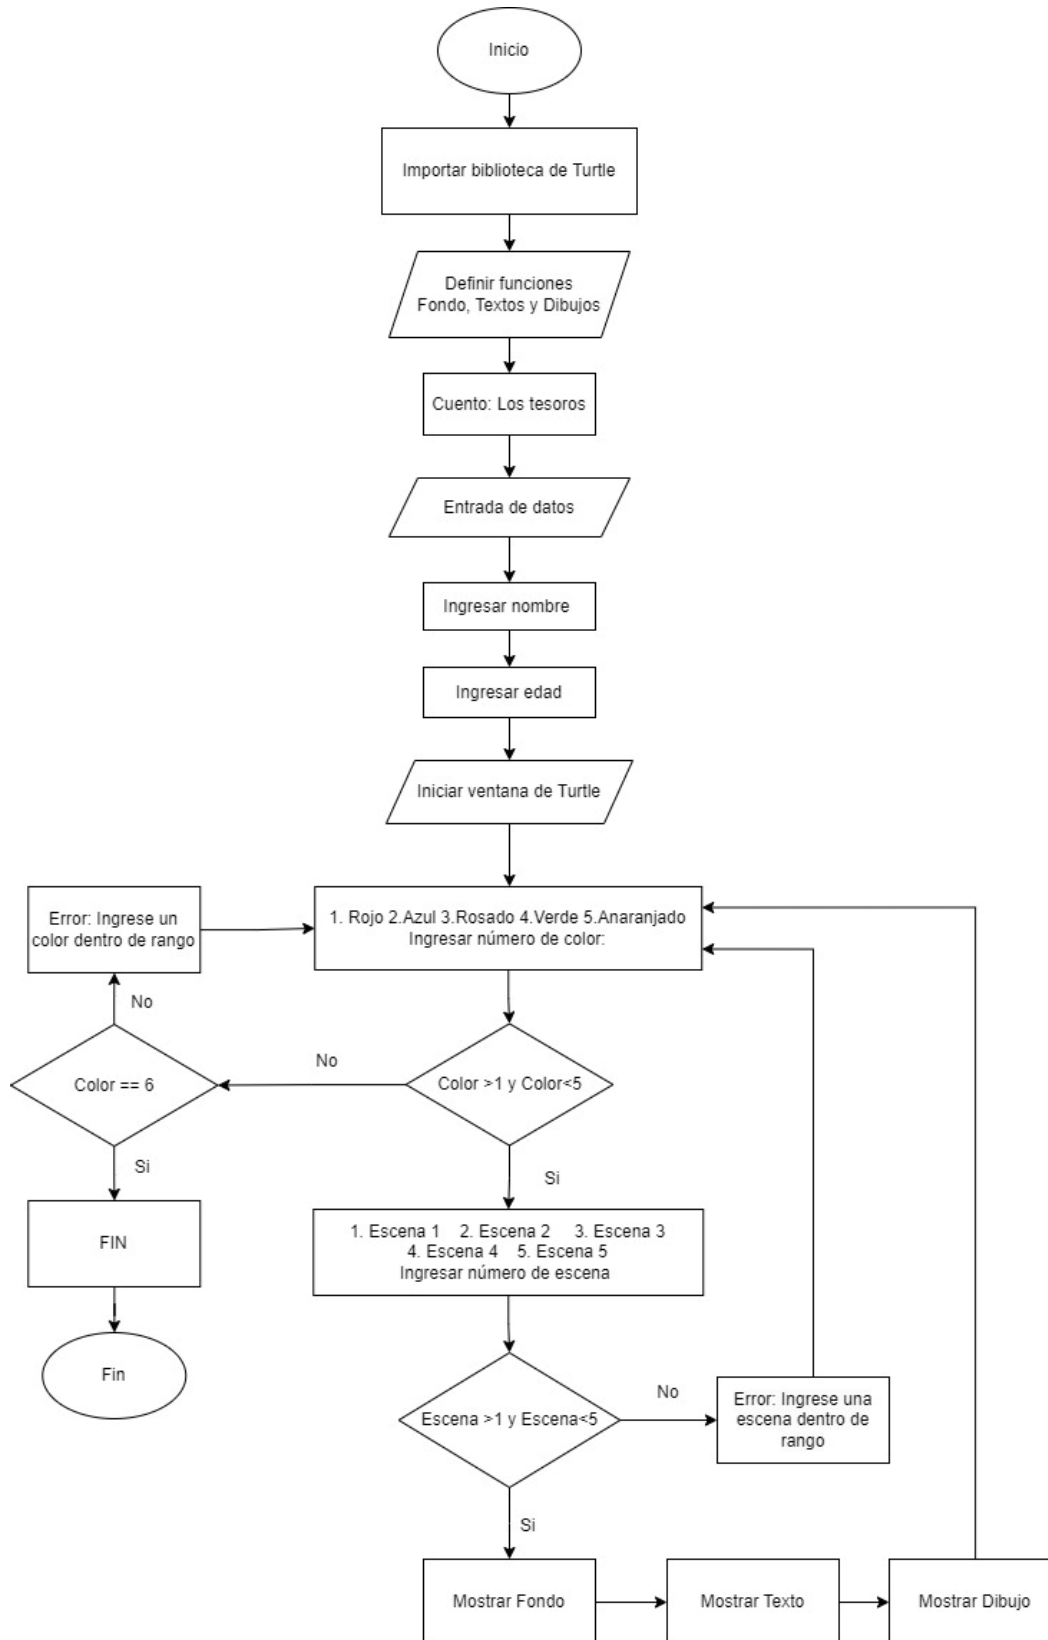 Inicio
Importar biblioteca de Turtle
Definir funciones
Fondo, Textos y Dibujos
Cuento: Los tesoros
Entrada de datos
Ingresar nombre
Ingresar edad
Iniciar ventana de Turtle
1. Rojo 2.Azul 3.Rosado 4.Verde 5.Anaranjado
Ingresar número de color:
Error: Ingrese un
color dentro de rango
No
Color == 6
No
Color >1 y Color<5
Si
FIN
Fin
Si
1. Escena 1 2. Escena 2 3. Escena 3
4. Escena 4 5. Escena 5
Ingresar número de escena
Escena >1 y Escena<5
No
Error: Ingrese una
escena dentro de
rango
Si
Mostrar Fondo
Mostrar Texto
Mostrar Dibujo